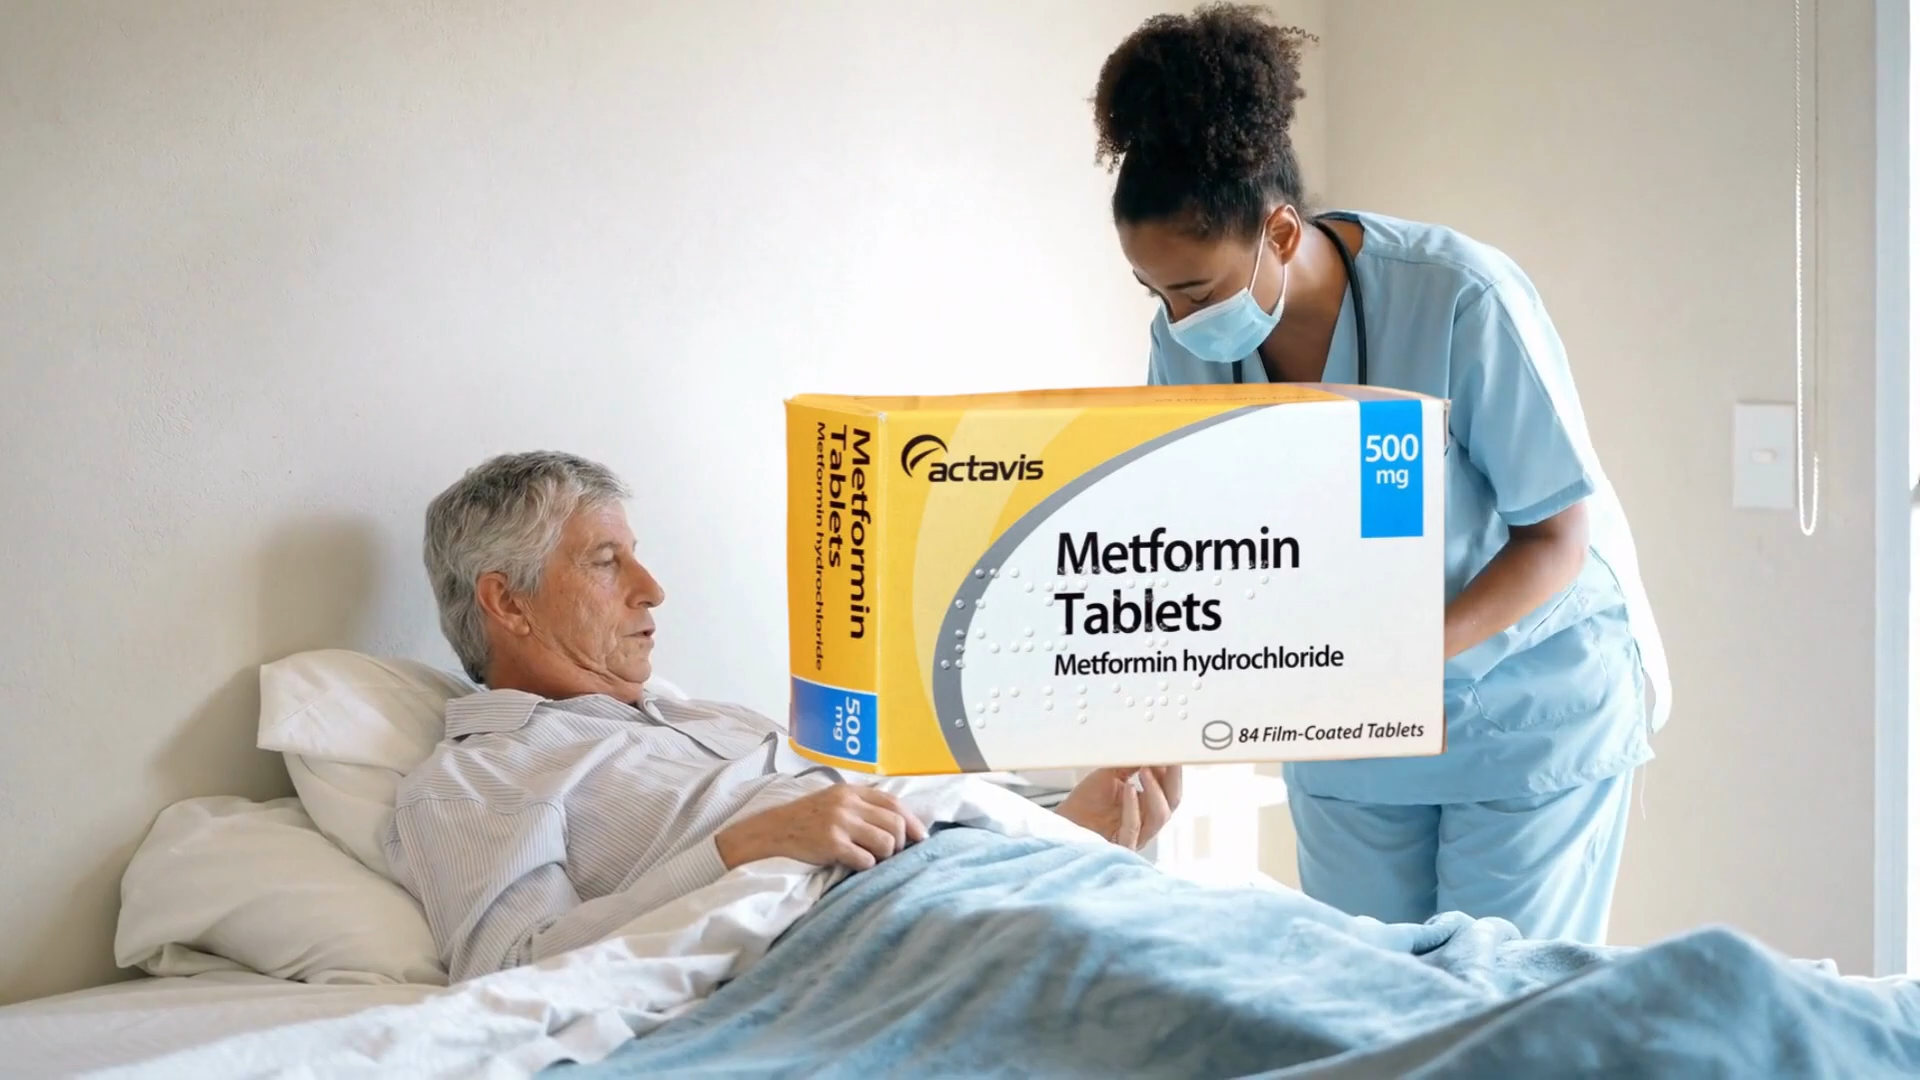 Metformin
Tablets
Metformin hydrochloride
500
mg
actavis
500
mg
Metformin
Tablets
Metformin hydrochloride
84 Film-Coated Tablets